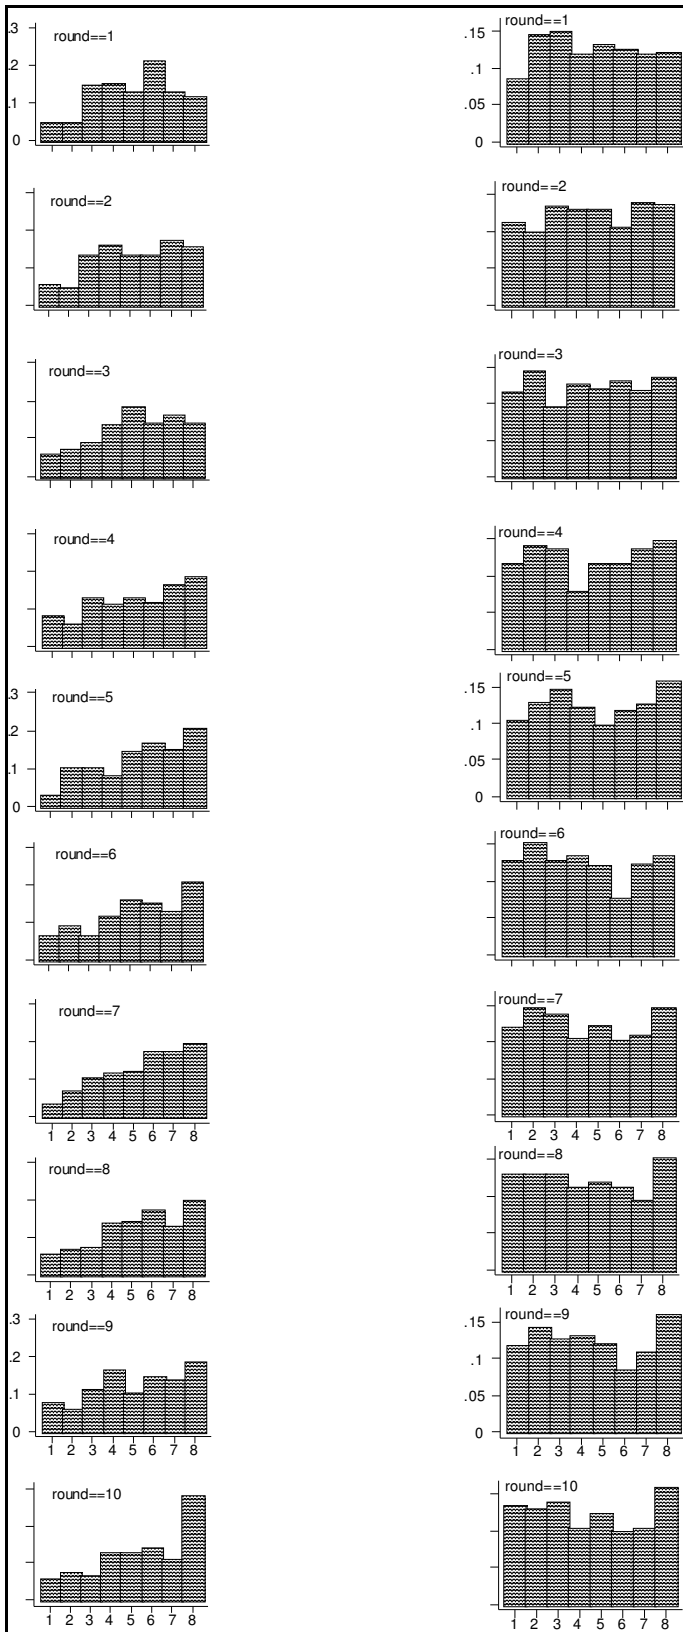 .3
round==1
.2
.1
0
round==1
.15
.1
.05
0
round==2
round==2
round==3
round==3
round==4
round==4
.3
round==5
.2
.1
0
round==5
.15
.1
.05
0
round==6
round==6
round==7
1 2 3 4 5 6 7 8
round==7
1 2 3 4 5 6 7 8
round==8
1 2 3 4 5 6 7 8
round==8
1 2 3 4 5 6 7 8
.3
round==9
.2
.1
0
1 2 3 4 5 6 7 8
round==9
.15
.1
.05
0
1 2 3 4 5 6 7 8
round==10
1 2 3 4 5 6 7 8
round==10
1 2 3 4 5 6 7 8